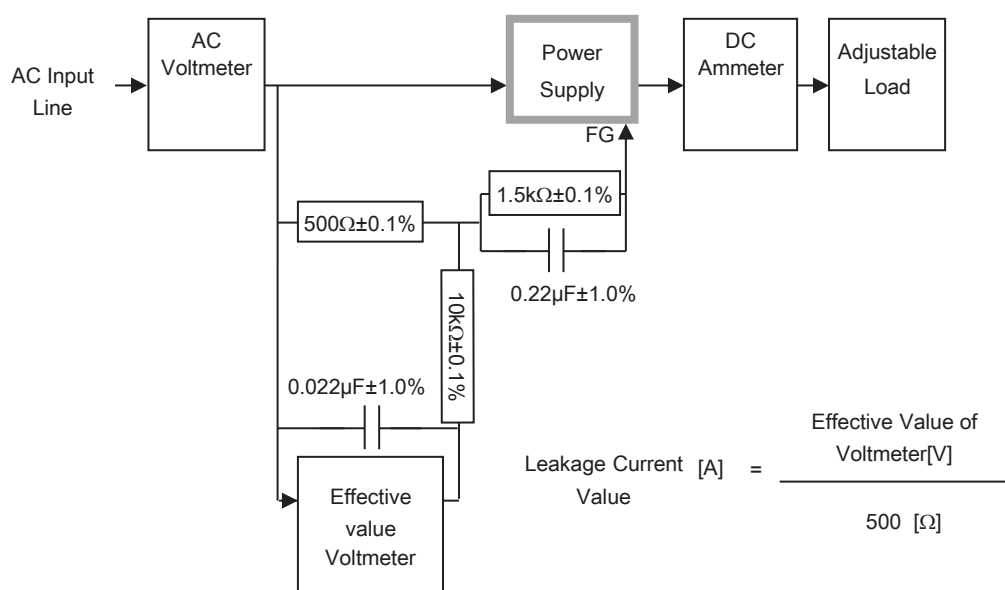 AC Input
Line
AC
Voltmeter
Power
Supply
DC
Ammeter
Adjustable
Load
FG
500Ω±0.1%
1.5kΩ±0.1%
0.22µF±1.0%
10kΩ±0.1%
0.022µF±1.0%
Effective
value
Voltmeter
Leakage Current [A] =
Value
Effective Value of
Voltmeter[V]
500 [Ω]